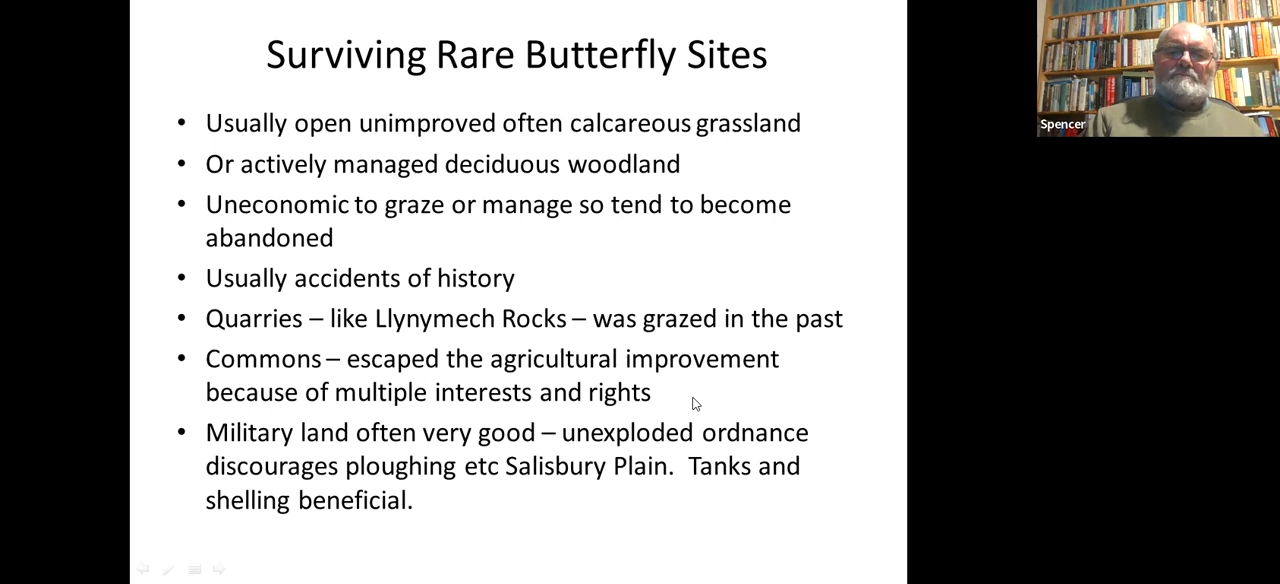 Surviving Rare Butterfly Sites
• Usually open unimproved often calcareous grassland
• Or actively managed deciduous woodland
• Uneconomic to graze or manage so tend to become
abandoned
• Usually accidents of history
• Quarries – like Llynymech Rocks – was grazed in the past
• Commons – escaped the agricultural improvement
because of multiple interests and rights
• Military land often very good – unexploded ordnance
discourages ploughing etc Salisbury Plain.  Tanks and
shelling beneficial.
Spencer